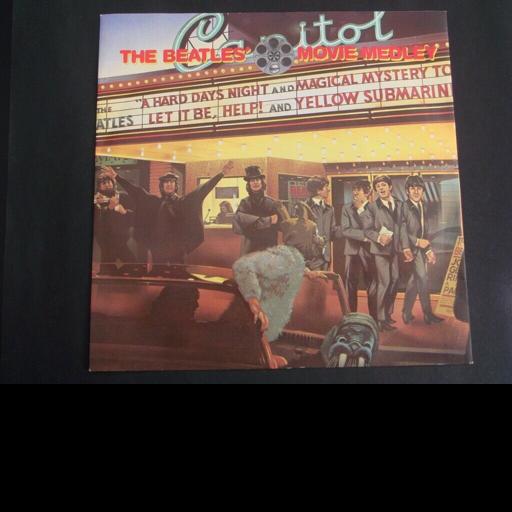 Capitol
THE BEATLES' MOVIE MEDLEY
THE "A HARD DAYS NIGHT AND MAGICAL MYSTERY TO
ATLES LET IT BE, HELP! AND YELLOW SUBMARIN